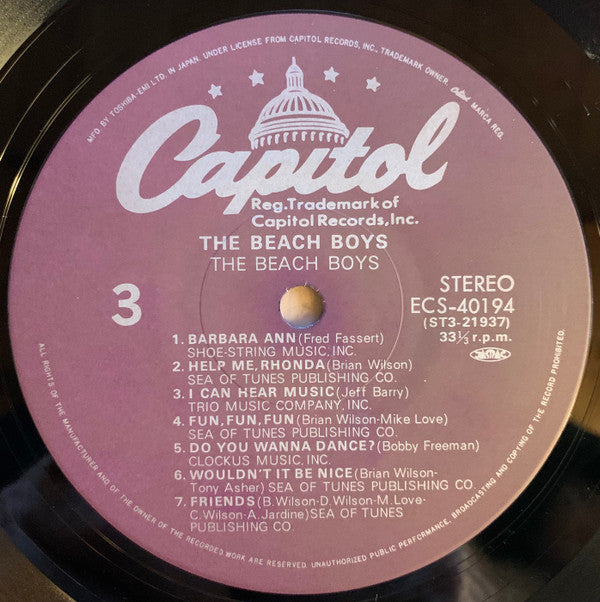 MFD. BY TOSHIBA-EMI LTD. IN JAPAN. UNDER LICENSE FROM CAPITOL RECORDS, INC., TRADEMARK OWNER. Capitol MARCA REG.
Capitol
Reg.Trademark of
Capitol Records,Inc.
THE BEACH BOYS
THE BEACH BOYS
3
STEREO
ECS-40194
(ST3-21937)
33⅓ r.p.m.
JASRAC
1. BARBARA ANN(Fred Fassert)
SHOE-STRING MUSIC, INC.
2. HELP ME, RHONDA(Brian Wilson)
SEA OF TUNES PUBLISHING CO.
3. I CAN HEAR MUSIC(Jeff Barry)
TRIO MUSIC COMPANY, INC.
4. FUN, FUN, FUN (Brian Wilson-Mike Love)
SEA OF TUNES PUBLISHING CO.
5. DO YOU WANNA DANCE?(Bobby Freeman)
CLOCKUS MUSIC, INC.
6. WOULDN'T IT BE NICE(Brian Wilson-
Tony Asher) SEA OF TUNES PUBLISHING CO.
7. FRIENDS(B.Wilson-D.Wilson-M.Love-
C.Wilson-A.Jardine)SEA OF TUNES
PUBLISHING CO.
ALL RIGHTS OF THE MANUFACTURER AND OF THE OWNER OF THE RECORDED WORK ARE RESERVED. UNAUTHORIZED PUBLIC PERFORMANCE, BROADCASTING AND COPYING OF THE RECORD PROHIBITED.